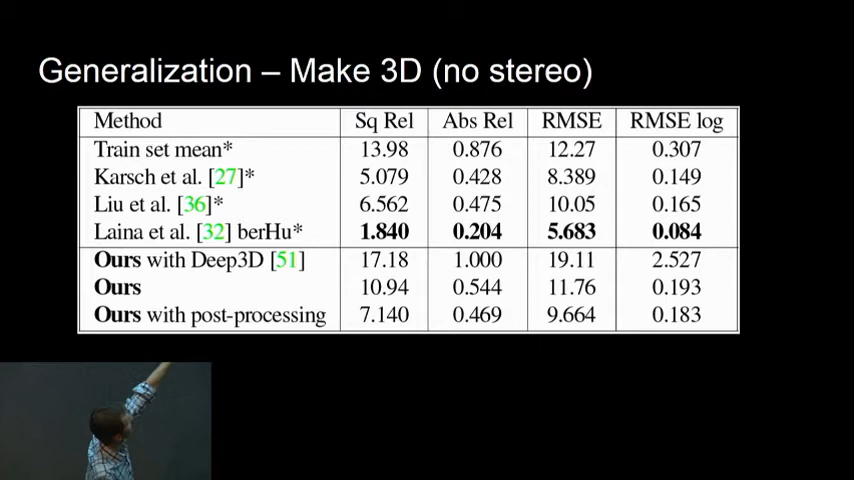 Generalization – Make 3D (no stereo)
Method Sq Rel Abs Rel RMSE RMSE log
Train set mean* 13.98 0.876 12.27 0.307
Karsch et al. [27]* 5.079 0.428 8.389 0.149
Liu et al. [36]* 6.562 0.475 10.05 0.165
Laina et al. [32] berHu* 1.840 0.204 5.683 0.084
Ours with Deep3D [51] 17.18 1.000 19.11 2.527
Ours 10.94 0.544 11.76 0.193
Ours with post-processing 7.140 0.469 9.664 0.183